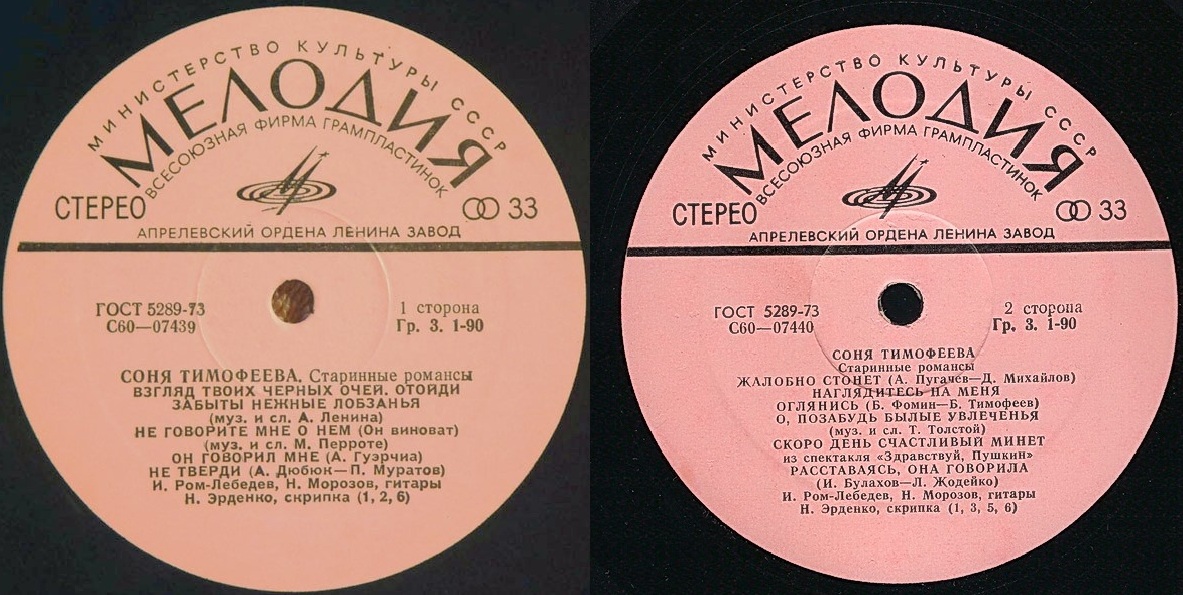 МИНИСТЕРСТВО КУЛЬТУРЫ СССР
МЕЛОДИЯ
ВСЕСОЮЗНАЯ ФИРМА ГРАМПЛАСТИНОК
СТЕРЕО
33
АПРЕЛЕВСКИЙ ОРДЕНА ЛЕНИНА ЗАВОД
ГОСТ 5289-73
С60—07439
1 сторона
Гр. 3. 1-90
СОНЯ ТИМОФЕЕВА. Старинные романсы
ВЗГЛЯД ТВОИХ ЧЕРНЫХ ОЧЕЙ. ОТОЙДИ
ЗАБЫТЫ НЕЖНЫЕ ЛОБЗАНЬЯ
(муз. и сл. А. Ленина)
НЕ ГОВОРИТЕ МНЕ О НЕМ (Он виноват)
(муз. и сл. М. Перроте)
ОН ГОВОРИЛ МНЕ (А. Гуэрчиа)
НЕ ТВЕРДИ (А. Дюбюк—П. Муратов)
И. Ром-Лебедев, Н. Морозов, гитары
Н. Эрденко, скрипка (1, 2, 6)
МИНИСТЕРСТВО КУЛЬТУРЫ СССР
МЕЛОДИЯ
ВСЕСОЮЗНАЯ ФИРМА ГРАМПЛАСТИНОК
СТЕРЕО
33
АПРЕЛЕВСКИЙ ОРДЕНА ЛЕНИНА ЗАВОД
ГОСТ 5289-73
С60—07440
2 сторона
Гр. 3. 1-90
СОНЯ ТИМОФЕЕВА
Старинные романсы
ЖАЛОБНО СТОНЕТ (А. Пугачев—Д. Михайлов)
НАГЛЯДИТЕСЬ НА МЕНЯ
ОГЛЯНИСЬ (Б. Фомин—Б. Тимофеев)
О, ПОЗАБУДЬ БЫЛЫЕ УВЛЕЧЕНЬЯ
(муз. и сл. Т. Толстой)
СКОРО ДЕНЬ СЧАСТЛИВЫЙ МИНЕТ
из спектакля «Здравствуй, Пушкин»
РАССТАВАЯСЬ, ОНА ГОВОРИЛА
(И. Булахов—Л. Жодейко)
И. Ром-Лебедев, Н. Морозов, гитары
Н. Эрденко, скрипка (1, 3, 5, 6)